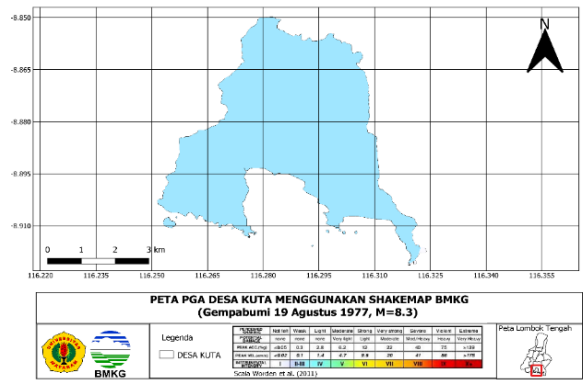 -8.850
-8.865
-8.880
-8.895
-8.910
N
0 1 2 3 km
116.220 116.235 116.250 116.265 116.280 116.295 116.310 116.325 116.340 116.355
PETA PGA DESA KUTA MENGGUNAKAN SHAKEMAP BMKG
(Gempabumi 19 Agustus 1977, M=8.3)
BMKG
Legenda
DESA KUTA
Not felt Weak Light Moderate Strong Very strong Severe Violent Extreme
none none none Very light Light Moderate Mod./Heavy Heavy Very Heavy
I II-III IV V VI VII VIII
Scala Worden et al. (2011)
Peta Lombok Tengah